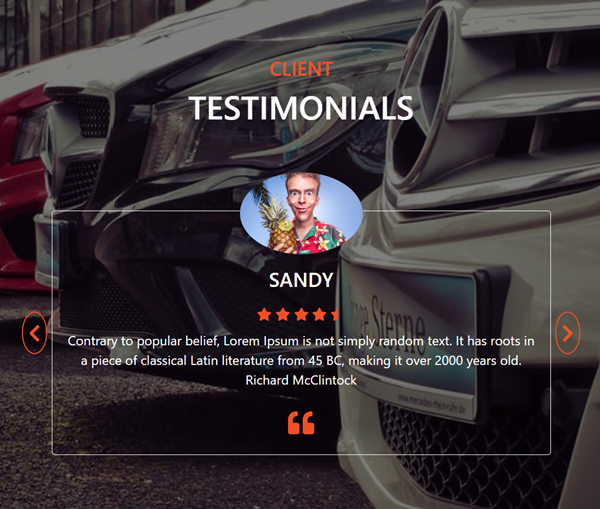 CLIENT
TESTIMONIALS
SANDY
Sterne
Contrary to popular belief, Lorem Ipsum is not simply random text. It has roots in
a piece of classical Latin literature from 45 BC, making it over 2000 years old.
Richard McClintock